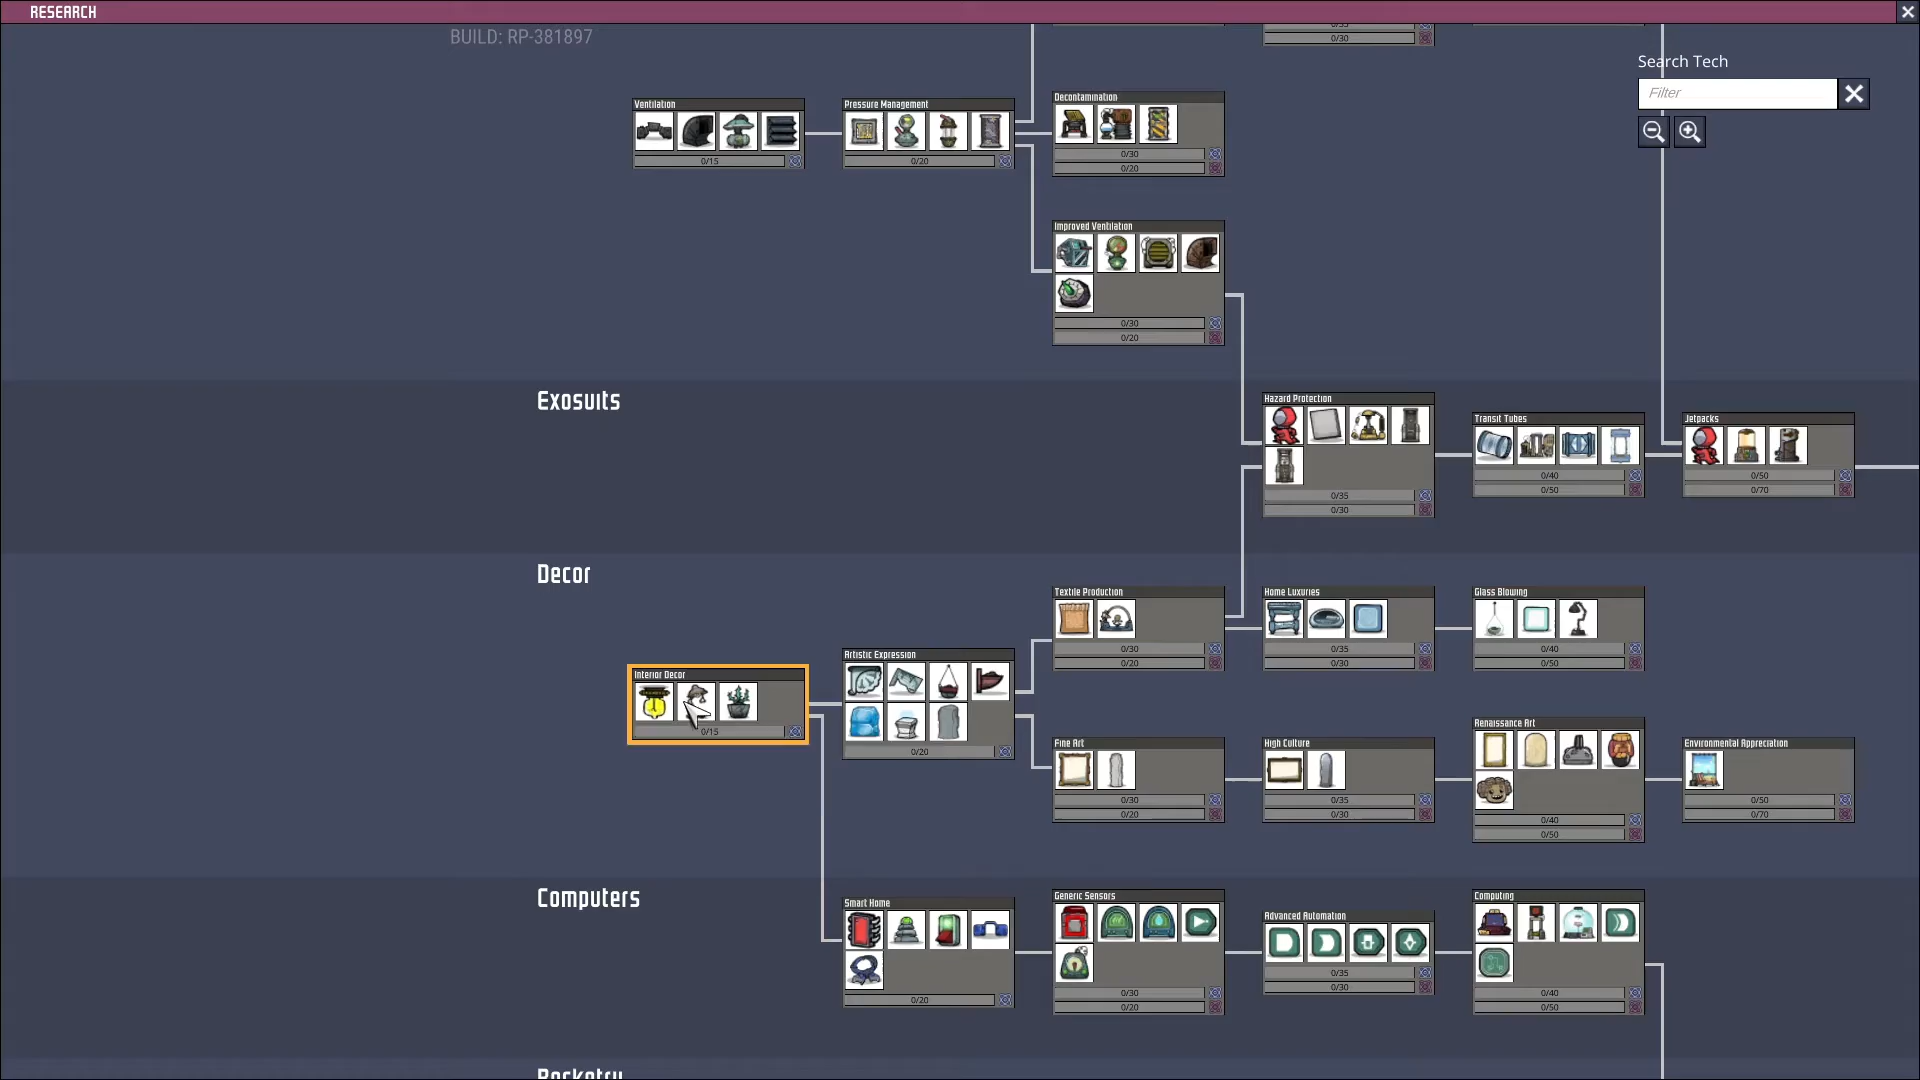 RESEARCH
BUILD: RP-381897
0/35
0/30
Search Tech
Filter
Ventilation
0/15
Pressure Management
0/20
Decontamination
0/30
0/20
Improved Ventilation
0/30
0/20
Exosuits
Hazard Protection
0/35
0/30
Transit Tubes
0/40
0/50
Jetpacks
0/50
0/70
Decor
Textile Production
0/30
0/20
Home Luxuries
0/35
0/30
Glass Blowing
0/40
0/50
Interior Decor
0/15
Artistic Expression
0/20
Fine Art
0/30
0/20
High Culture
0/35
0/30
Renaissance Art
0/40
0/50
Environmental Appreciation
0/50
0/70
Computers
Smart Home
0/20
Generic Sensors
0/30
0/20
Advanced Automation
0/35
0/30
Computing
0/40
0/50
Rocketry